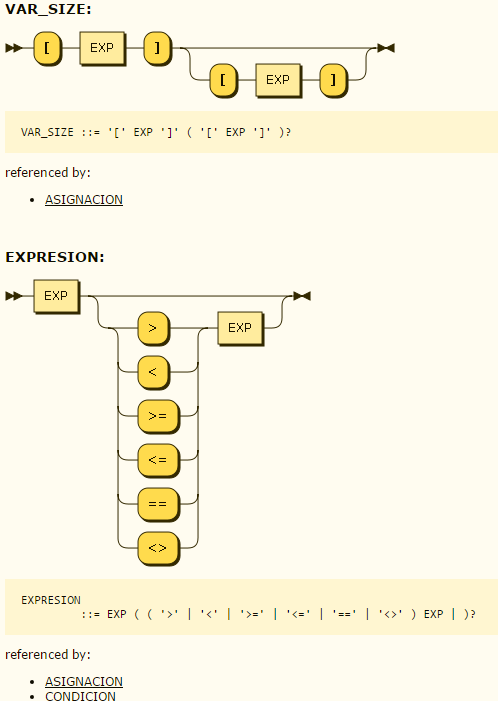 VAR_SIZE:
[ EXP ]
[ EXP ]
VAR_SIZE ::= '[' EXP ']' ( '[' EXP ']' )?
referenced by:
• ASIGNACION
EXPRESION:
EXP
> EXP
<
>=
<=
==
<>
EXPRESION
::= EXP ( ( '>' | '<' | '>=' | '<=' | '==' | '<>' ) EXP | )?
referenced by:
• ASIGNACION
• CONDICION